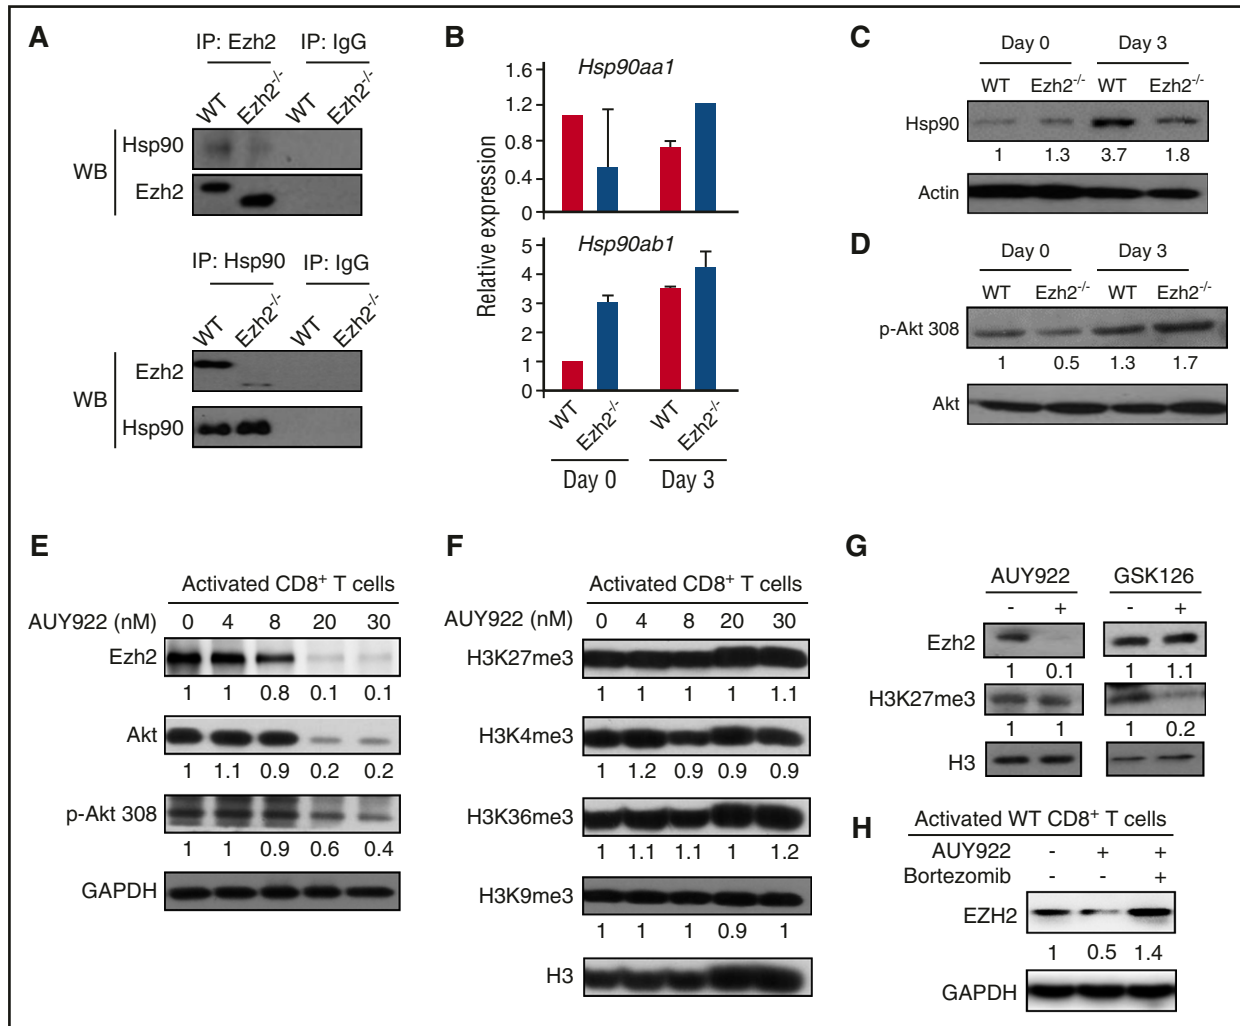 A
IP: Ezh2 IP: IgG
WT Ezh2-/- WT Ezh2-/-
WB
Hsp90
Ezh2
IP: Hsp90 IP: IgG
WT Ezh2-/- WT Ezh2-/-
WB
Ezh2
Hsp90
B
Relative expression
Hsp90aa1
1.6
1.2
0.8
0.4
0
Hsp90ab1
5
4
3
2
1
0
WT Ezh2-/- WT Ezh2-/-
Day 0 Day 3
C
Day 0 Day 3
WT Ezh2-/- WT Ezh2-/-
Hsp90
1 1.3 3.7 1.8
Actin
D
Day 0 Day 3
WT Ezh2-/- WT Ezh2-/-
p-Akt 308
1 0.5 1.3 1.7
Akt
E
Activated CD8+ T cells
AUY922 (nM) 0 4 8 20 30
Ezh2
1 1 0.8 0.1 0.1
Akt
1 1.1 0.9 0.2 0.2
p-Akt 308
1 1 0.9 0.6 0.4
GAPDH
F
Activated CD8+ T cells
AUY922 (nM) 0 4 8 20 30
H3K27me3
1 1 1 1 1.1
H3K4me3
1 1.2 0.9 0.9 0.9
H3K36me3
1 1.1 1.1 1 1.2
H3K9me3
1 1 1 0.9 1
H3
G
AUY922 GSK126
- + - +
Ezh2
1 0.1 1 1.1
H3K27me3
1 1 1 0.2
H3
H
Activated WT CD8+ T cells
AUY922 - + +
Bortezomib - - +
EZH2
1 0.5 1.4
GAPDH